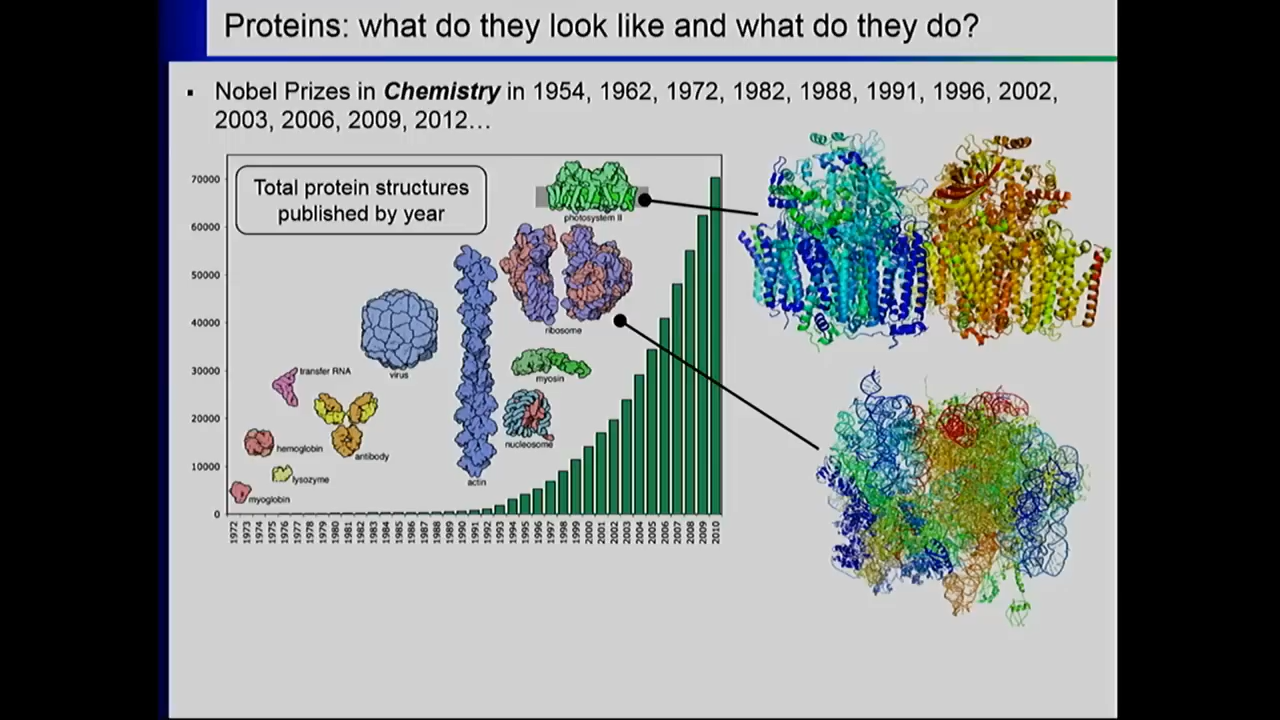 Proteins: what do they look like and what do they do?
▪ Nobel Prizes in Chemistry in 1954, 1962, 1972, 1982, 1988, 1991, 1996, 2002,
2003, 2006, 2009, 2012…
Total protein structures
published by year
70000
60000
50000
40000
30000
20000
10000
0
photosystem II
ribosome
transfer RNA
virus
myosin
nucleosome
hemoglobin
antibody
lysozyme
actin
myoglobin
1972
1973
1974
1975
1976
1977
1978
1979
1980
1981
1982
1983
1984
1985
1986
1987
1988
1989
1990
1991
1992
1993
1994
1995
1996
1997
1998
1999
2000
2001
2002
2003
2004
2005
2006
2007
2008
2009
2010